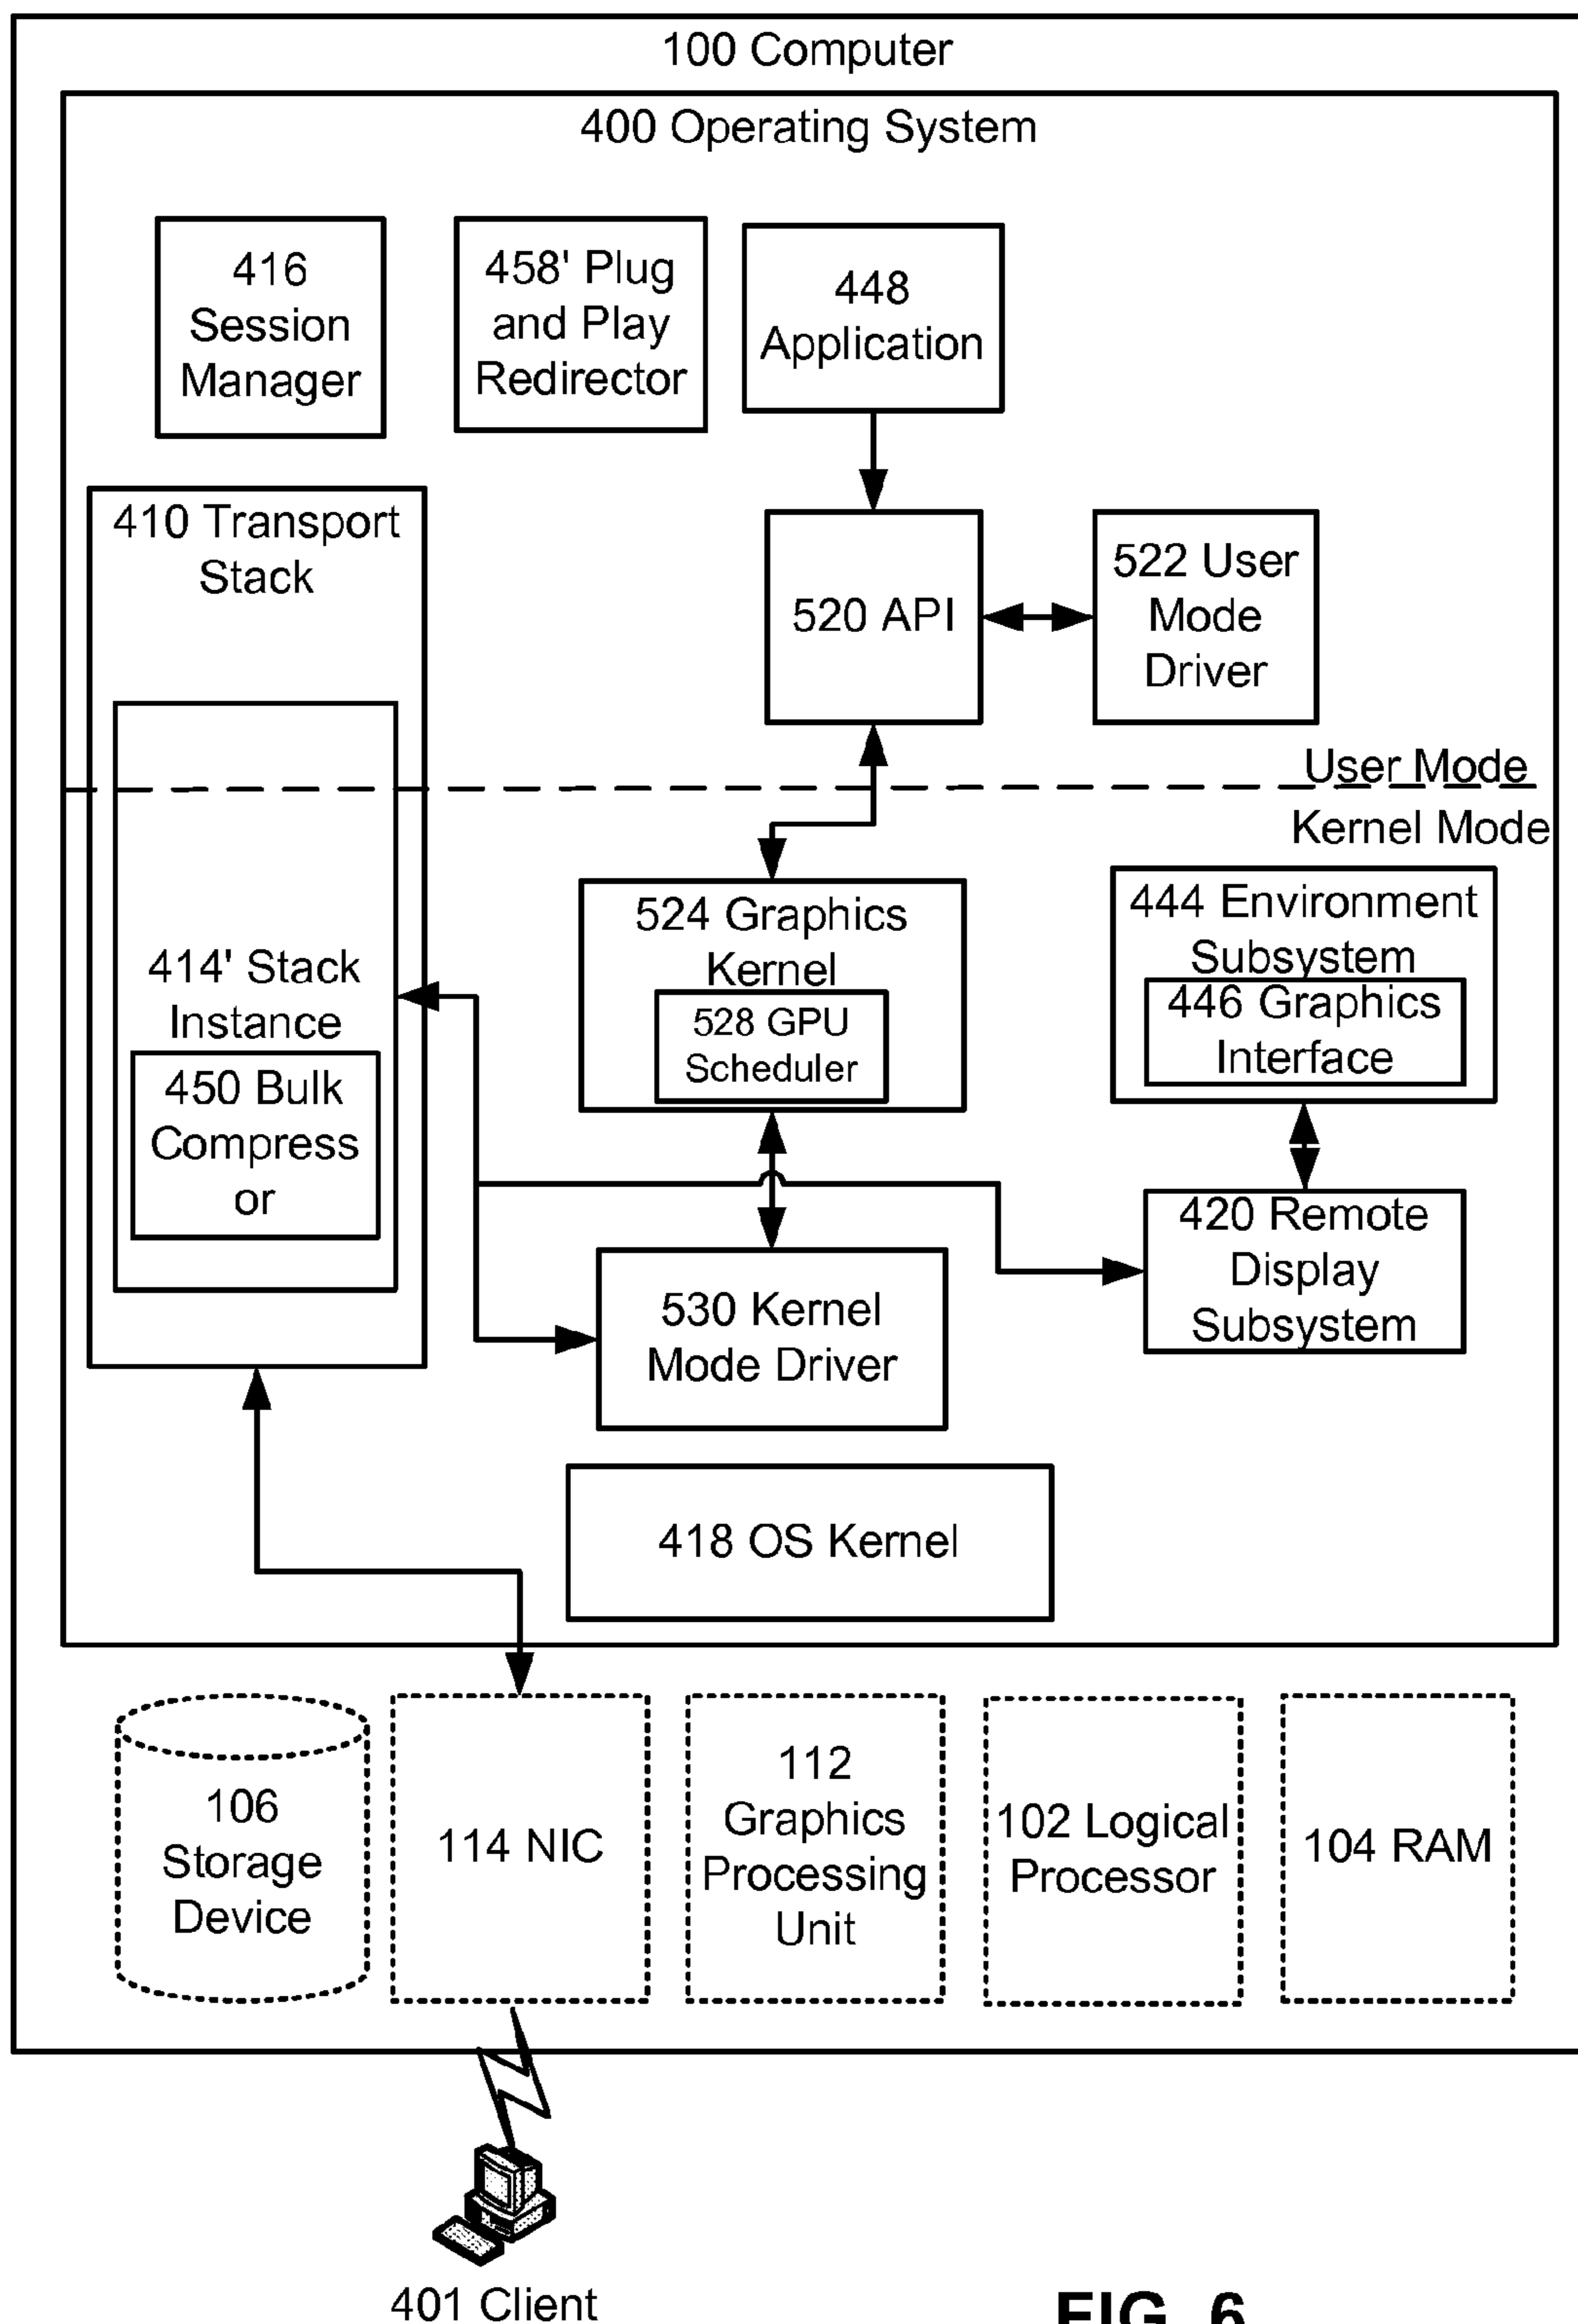 100 Computer
400 Operating System
416
Session
Manager
458' Plug
and Play
Redirector
448
Application
410 Transport
Stack
520 API
522 User
Mode
Driver
User Mode
Kernel Mode
414' Stack
Instance
450 Bulk
Compress
or
524 Graphics
Kernel
528 GPU
Scheduler
444 Environment
Subsystem
446 Graphics
Interface
420 Remote
Display
Subsystem
530 Kernel
Mode Driver
418 OS Kernel
106
Storage
Device
114 NIC
112
Graphics
Processing
Unit
102 Logical
Processor
104 RAM
401 Client
FIG. 6